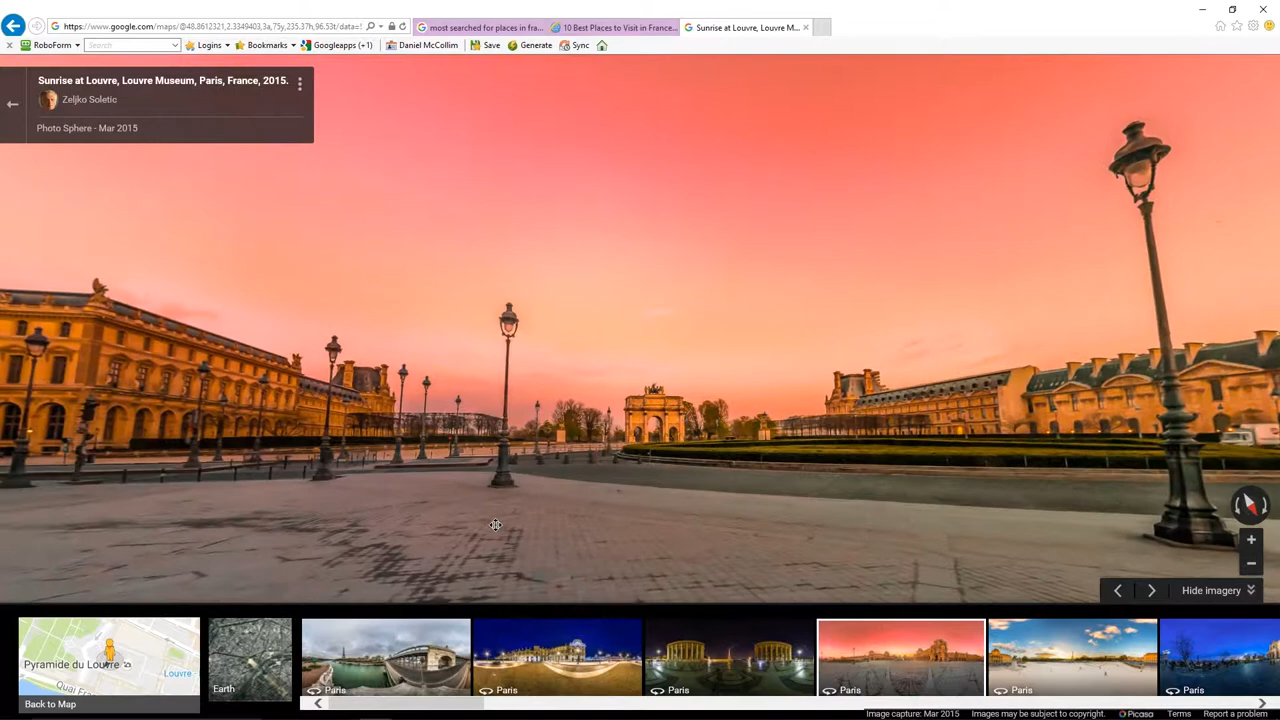 https://www.google.com/maps/@48.8612321,2.3349403,3a,75y,235.37h,96.53t/data=!
most searched for places in fra...
10 Best Places to Visit in France...
Sunrise at Louvre, Louvre M...
RoboForm
Search
Logins
Bookmarks
Googleapps (+1)
Daniel McCollim
Save
Generate
Sync
Sunrise at Louvre, Louvre Museum, Paris, France, 2015.
Zeljko Soletic
Photo Sphere - Mar 2015
Hide imagery
Pyramide du Louvre
Louvre
Quai Fran
Back to Map
Earth
Paris
Paris
Paris
Paris
Paris
Paris
Image capture: Mar 2015
Images may be subject to copyright.
Picasa
Terms
Report a problem